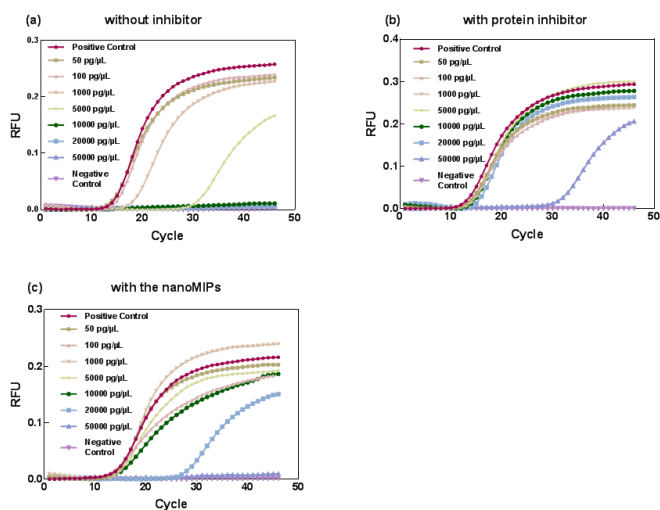 (a) without inhibitor
0.3
0.2
0.1
0.0
RFU
Positive Control
50 pg/µL
100 pg/µL
1000 pg/µL
5000 pg/µL
10000 pg/µL
20000 pg/µL
50000 pg/µL
Negative
Control
0 10 20 30 40 50
Cycle
(b) with protein inhibitor
0.4
0.3
0.2
0.1
0.0
RFU
Positive Control
50 pg/µL
100 pg/µL
1000 pg/µL
5000 pg/µL
10000 pg/µL
20000 pg/µL
50000 pg/µL
Negative
Control
0 10 20 30 40 50
Cycle
(c) with the nanoMIPs
0.3
0.2
0.1
0.0
RFU
Positive Control
50 pg/µL
100 pg/µL
1000 pg/µL
5000 pg/µL
10000 pg/µL
20000 pg/µL
50000 pg/µL
Negative
Control
0 10 20 30 40 50
Cycle